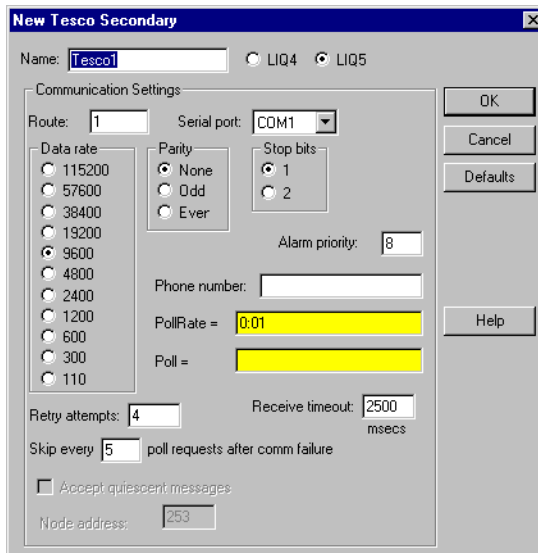 New Tesco Secondary
Name: Tesco1 LIQ4 LIQ5
Communication Settings
OK
Route: 1 Serial port: COM1
Cancel
Data rate Parity Stop bits
115200 None 1
Defaults
57600 Odd 2
38400 Ever
19200
9600 Alarm priority: 8
4800
2400 Phone number:
1200 PollRate = 0:01 Help
600
300 Poll =
110
Retry attempts: 4 Receive timeout: 2500
msecs
Skip every 5 poll requests after comm failure
Accept quiescent messages
Node address: 253